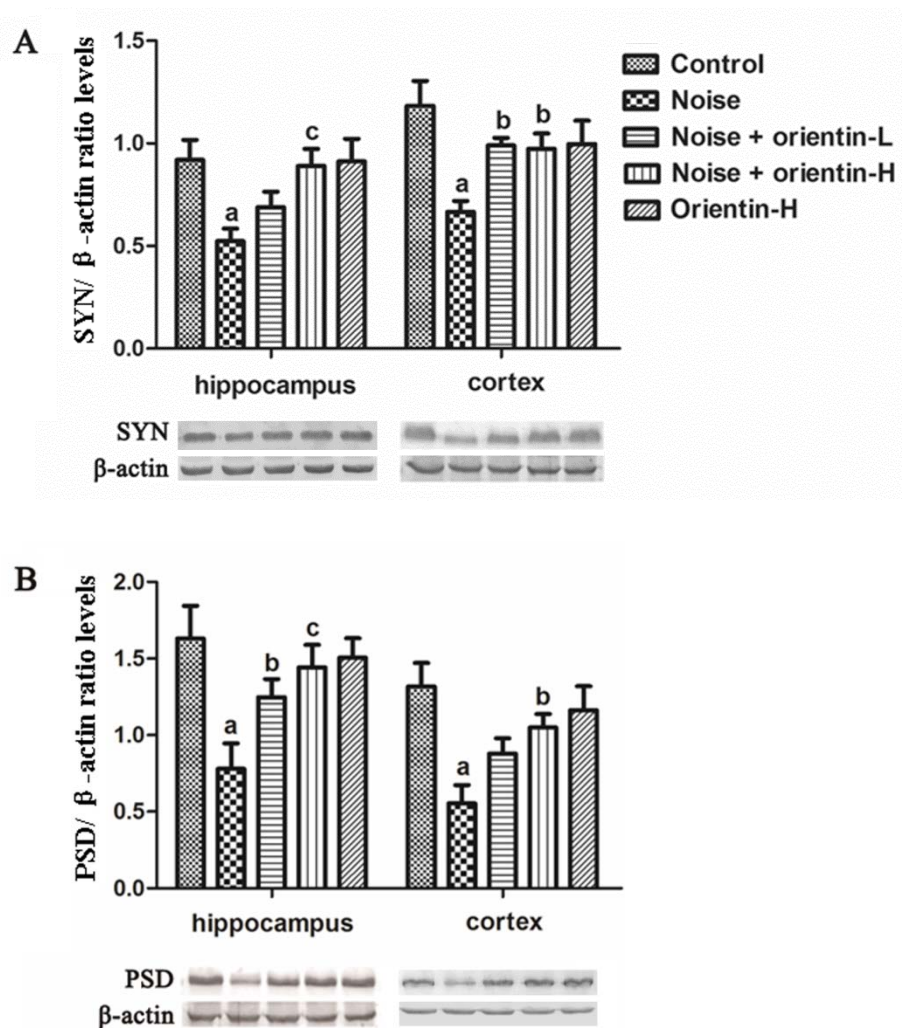 A
SYN/ β -actin ratio levels
1.5
1.0
0.5
0.0
a
c
a
b
b
hippocampus
cortex
Control
Noise
Noise + orientin-L
Noise + orientin-H
Orientin-H
SYN
β-actin
B
PSD/ β -actin ratio levels
2.0
1.5
1.0
0.5
0.0
a
b
c
a
b
hippocampus
cortex
PSD
β-actin